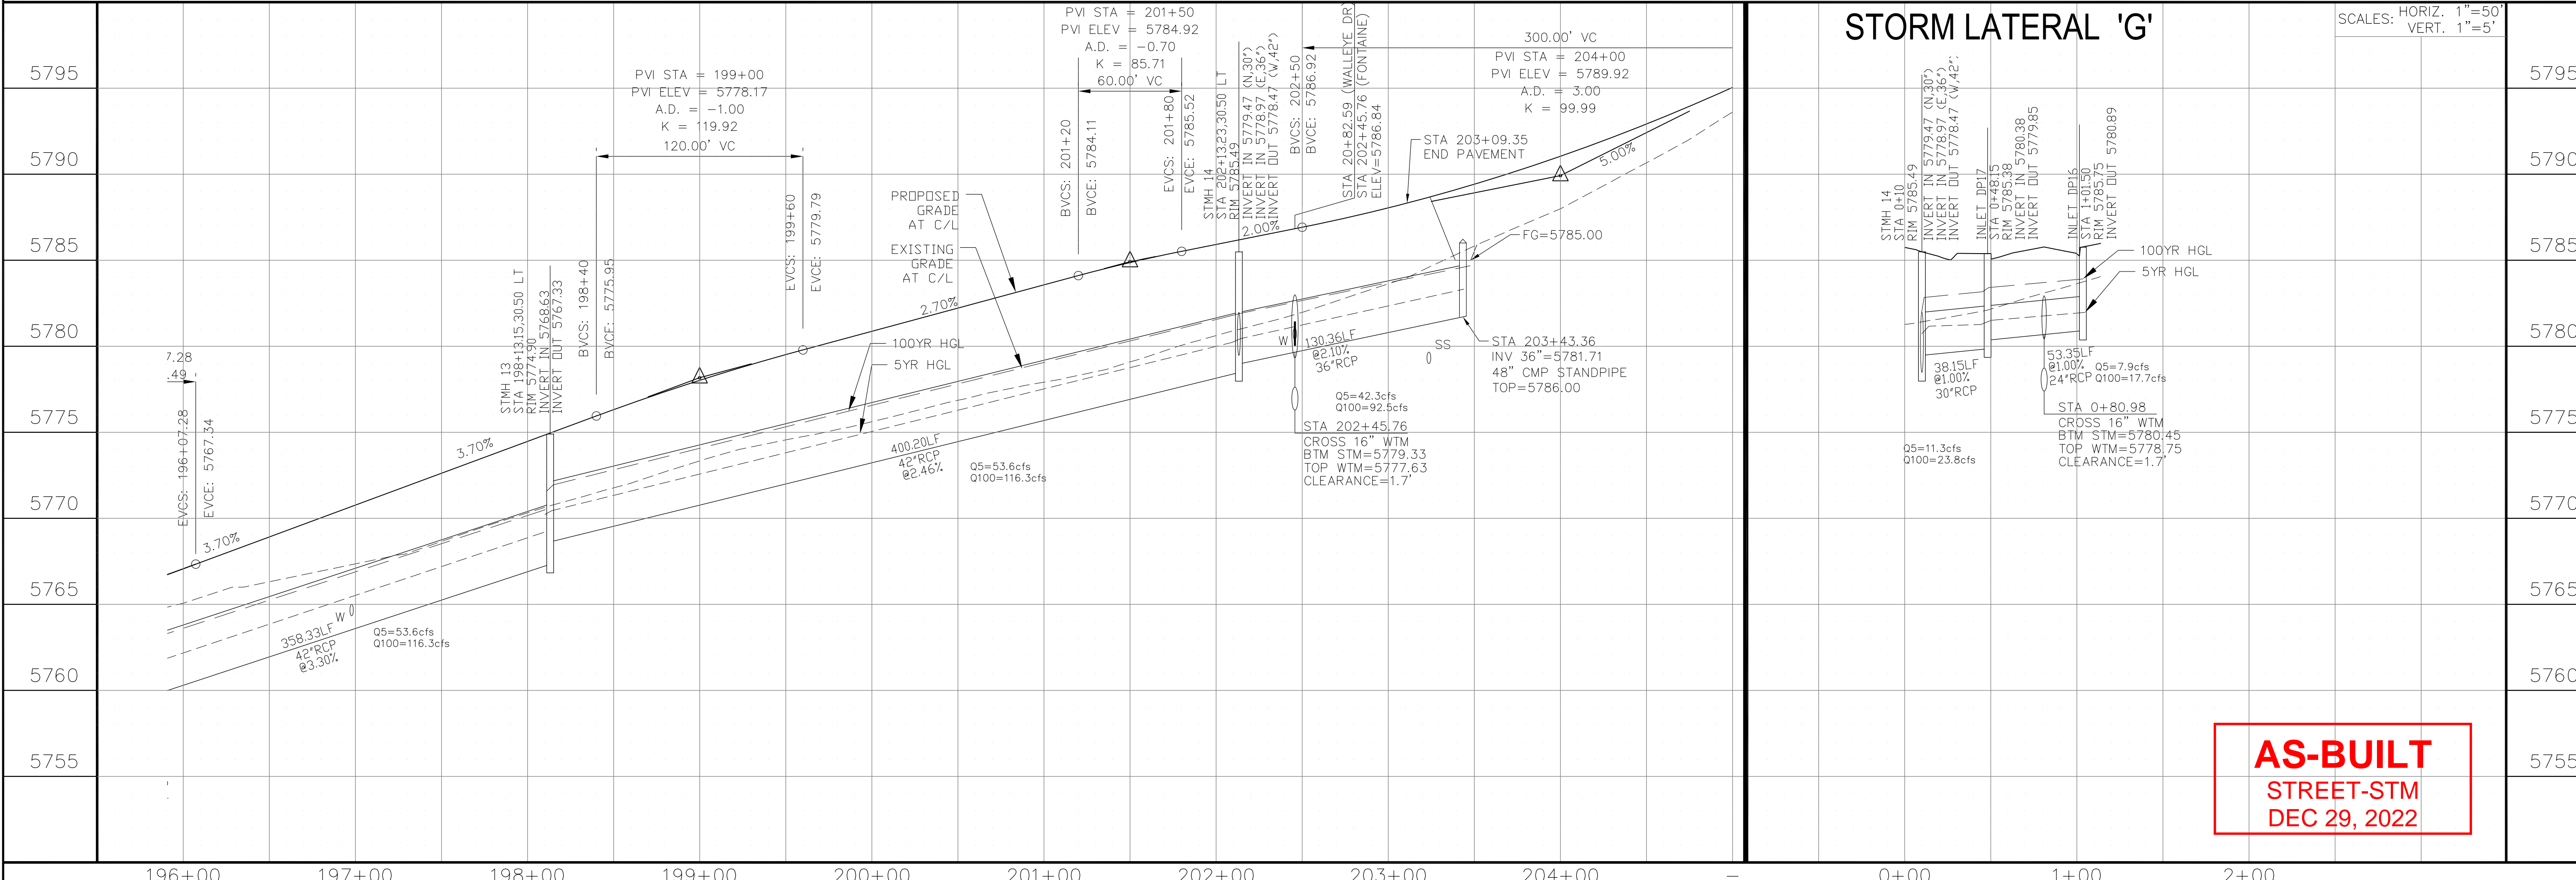 STORM LATERAL 'G'
SCALES: HORIZ. 1"=50'
VERT. 1"=5'
5795
5790
5785
5780
5775
5770
5765
5760
5755
7.28
.49
EVCS: 196+07.28
EVCE: 5767.34
3.70%
358.33LF
42"RCP
@3.30%
W
Q5=53.6cfs
Q100=116.3cfs
3.70%
STMH 13
STA 198+13.15,30.50 LT
RIM 5774.90
INVERT IN 5768.63
INVERT OUT 5767.33
BVCS: 198+40
BVCE: 5775.95
PVI STA = 199+00
PVI ELEV = 5778.17
A.D. = -1.00
K = 119.92
120.00' VC
EVCS: 199+60
EVCE: 5779.79
PROPOSED
GRADE
AT C/L
EXISTING
GRADE
AT C/L
2.70%
100YR HGL
5YR HGL
400.20LF
42"RCP
@2.46%
Q5=53.6cfs
Q100=116.3cfs
PVI STA = 201+50
PVI ELEV = 5784.92
A.D. = -0.70
K = 85.71
60.00' VC
BVCS: 201+20
BVCE: 5784.11
EVCS: 201+80
EVCE: 5785.52
STMH 14
STA 202+13.23,30.50 LT
RIM 5785.49
INVERT IN 5779.47 (N,30")
INVERT IN 5778.97 (E,36")
INVERT OUT 5778.47 (W,42")
2.00%
BVCS: 202+50
BVCE: 5786.92
STA 20+82.59 (WALLEYE DR)
STA 202+45.76 (FONTAINE)
ELEV=5786.84
300.00' VC
PVI STA = 204+00
PVI ELEV = 5789.92
A.D. = 3.00
K = 99.99
STA 203+09.35
END PAVEMENT
5.00%
FG=5785.00
W
130.36LF
@2.10%
36"RCP
SS
STA 203+43.36
INV 36"=5781.71
48" CMP STANDPIPE
TOP=5786.00
Q5=42.3cfs
Q100=92.5cfs
STA 202+45.76
CROSS 16" WTM
BTM STM=5779.33
TOP WTM=5777.63
CLEARANCE=1.7'
STMH 14
STA 0+10
RIM 5785.49
INVERT IN 5779.47 (N,30")
INVERT IN 5778.97 (E,36")
INVERT OUT 5778.47 (W,42")
INLET DP17
STA 0+48.15
RIM 5785.38
INVERT IN 5780.38
INVERT OUT 5779.85
INLET DP16
STA 1+01.50
RIM 5785.75
INVERT OUT 5780.89
100YR HGL
5YR HGL
38.15LF
@1.00%
30"RCP
53.35LF
@1.00%
24"RCP
Q5=7.9cfs
Q100=17.7cfs
STA 0+80.98
CROSS 16" WTM
BTM STM=5780.45
TOP WTM=5778.75
CLEARANCE=1.7'
Q5=11.3cfs
Q100=23.8cfs
5795
5790
5785
5780
5775
5770
5765
5760
5755
AS-BUILT
STREET-STM
DEC 29, 2022
196+00 197+00 198+00 199+00 200+00 201+00 202+00 203+00 204+00 0+00 1+00 2+00